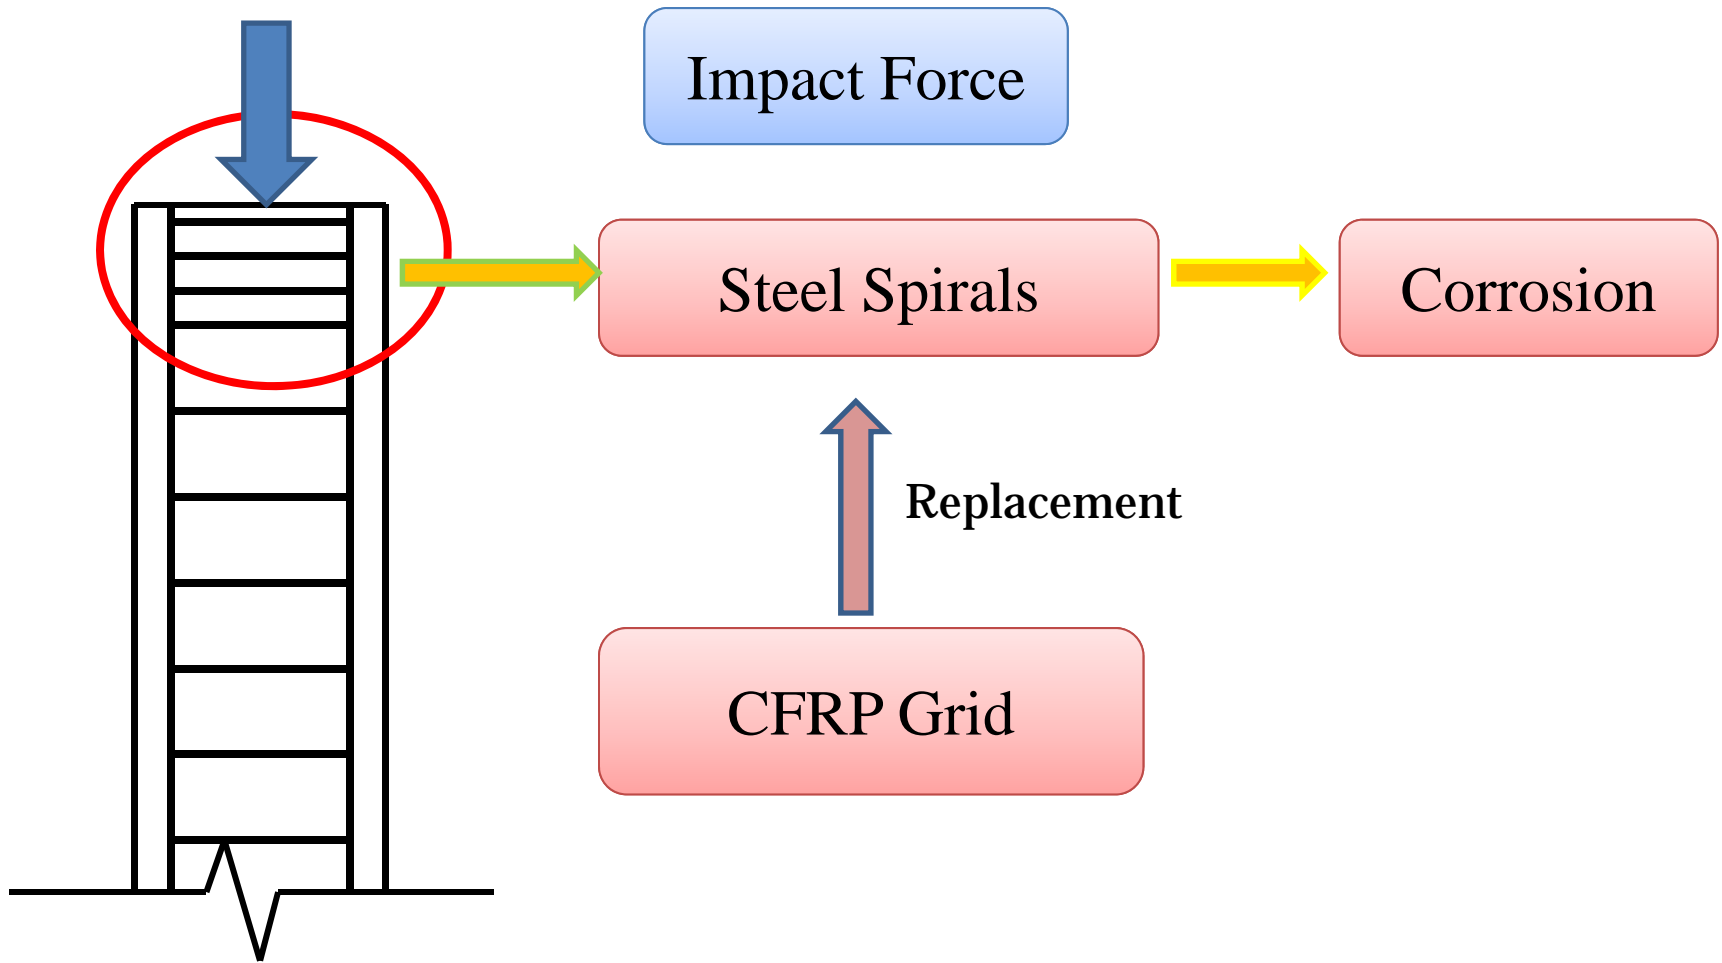 Impact Force
Steel Spirals
Corrosion
Replacement
CFRP Grid